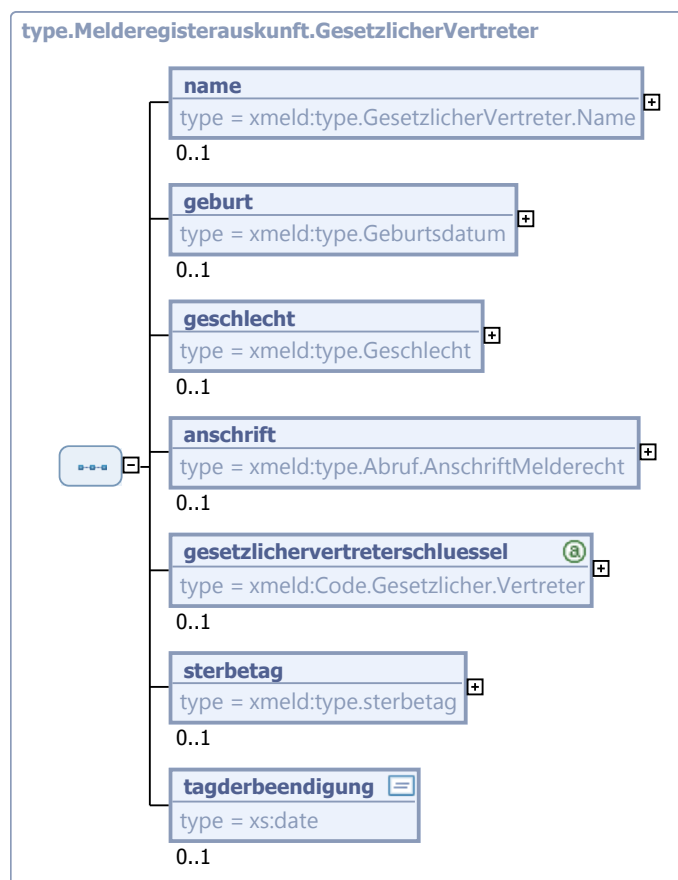 type.Melderegisterauskunft.GesetzlicherVertreter
name
type = xmeld:type.GesetzlicherVertreter.Name
0..1
geburt
type = xmeld:type.Geburtsdatum
0..1
geschlecht
type = xmeld:type.Geschlecht
0..1
anschrift
type = xmeld:type.Abruf.AnschriftMelderecht
0..1
gesetzlichervertreterschluessel a
type = xmeld:Code.Gesetzlicher.Vertreter
0..1
sterbetag
type = xmeld:type.sterbetag
0..1
tagderbeendigung
type = xs:date
0..1